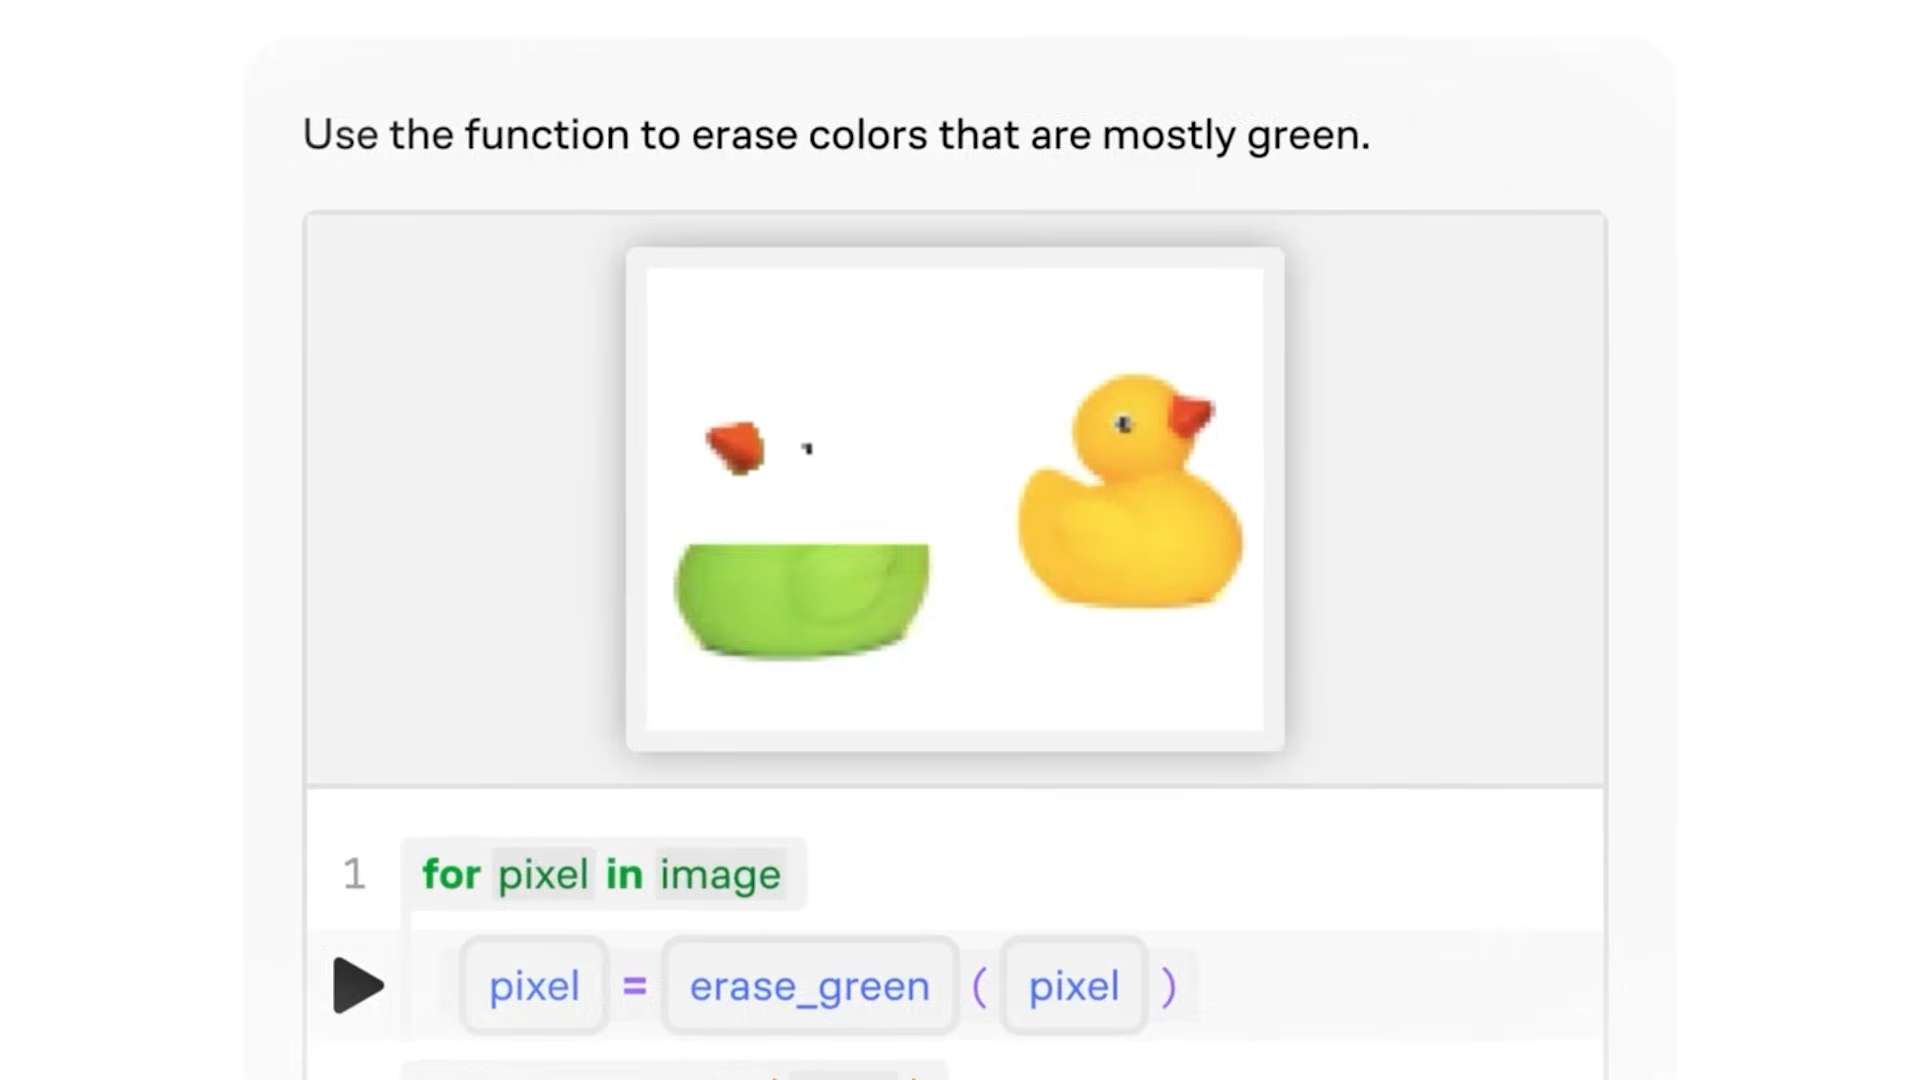 Use the function to erase colors that are mostly green.
1 for pixel in image
pixel = erase_green ( pixel )